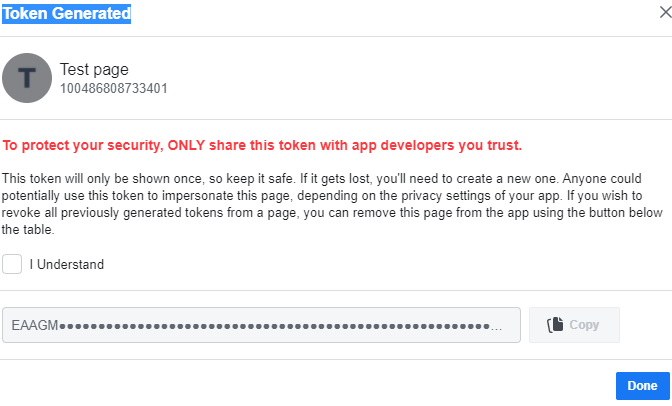 Token Generated
T
Test page
100486808733401
To protect your security, ONLY share this token with app developers you trust.
This token will only be shown once, so keep it safe. If it gets lost, you'll need to create a new one. Anyone could
potentially use this token to impersonate this page, depending on the privacy settings of your app. If you wish to
revoke all previously generated tokens from a page, you can remove this page from the app using the button below
the table.
I Understand
EAAGM•••••••••••••••••••••••••••••••••••••••••••••••••••••••...
Copy
Done